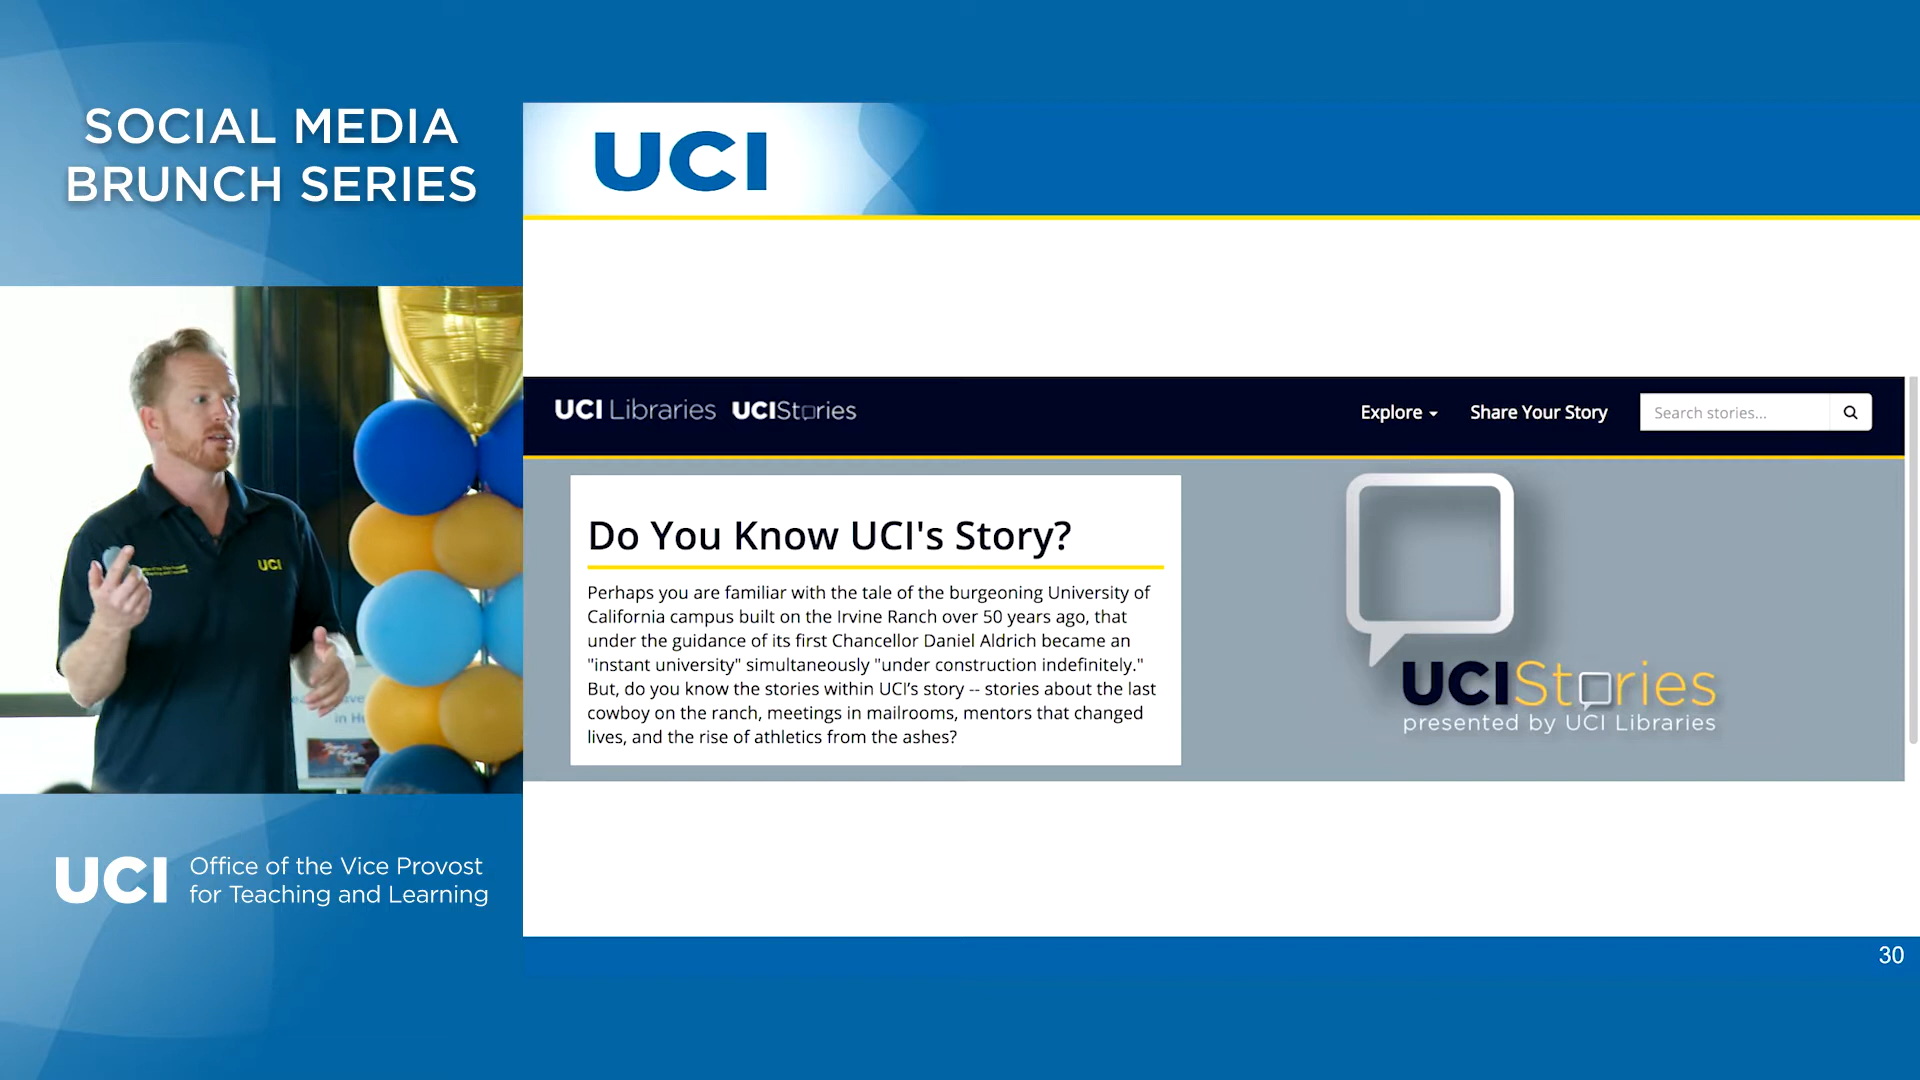 SOCIAL MEDIA
BRUNCH SERIES
UCI
UCI Libraries UCIStories
Explore
Share Your Story
Search stories...
Do You Know UCI's Story?
Perhaps you are familiar with the tale of the burgeoning University of
California campus built on the Irvine Ranch over 50 years ago, that
under the guidance of its first Chancellor Daniel Aldrich became an
"instant university" simultaneously "under construction indefinitely."
But, do you know the stories within UCI's story -- stories about the last
cowboy on the ranch, meetings in mailrooms, mentors that changed
lives, and the rise of athletics from the ashes?
UCIStories
presented by UCI Libraries
UCI
UCI
Office of the Vice Provost
for Teaching and Learning
30